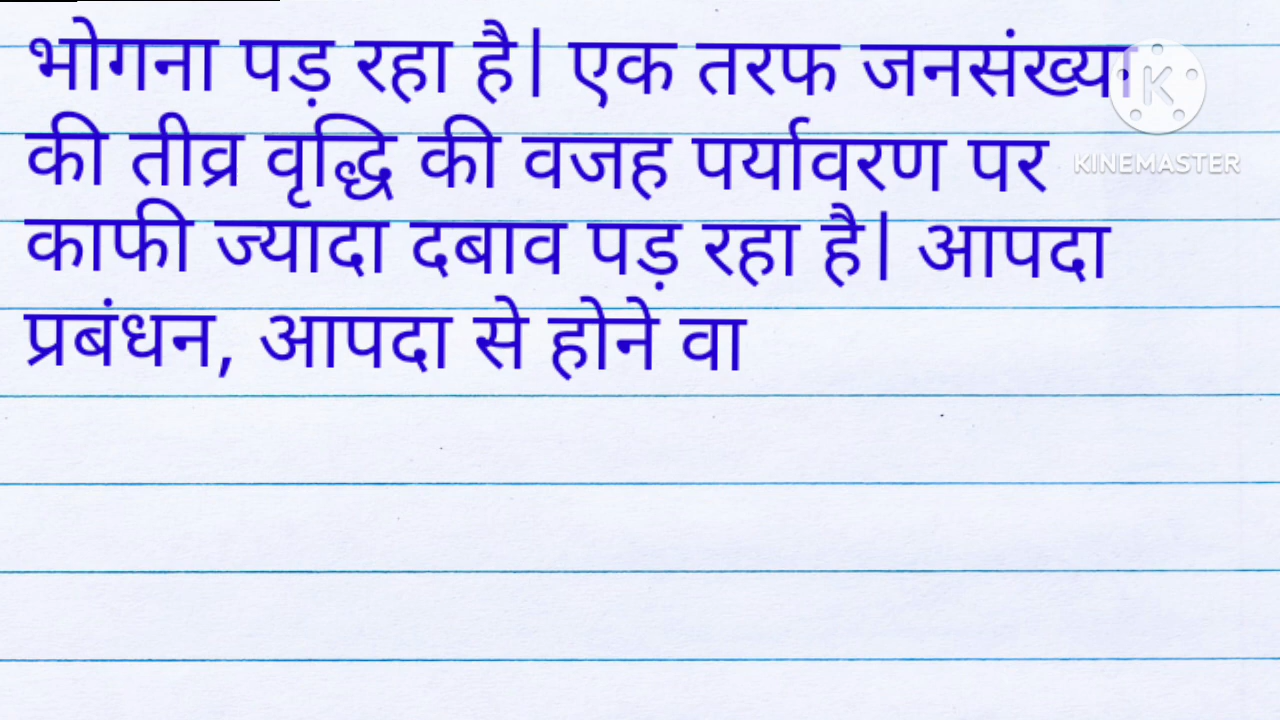 भोगना पड़ रहा है| एक तरफ जनसंख्या
की तीव्र वृद्धि की वजह पर्यावरण पर
काफी ज्यादा दबाव पड़ रहा है| आपदा
प्रबंधन, आपदा से होने वा
K
KINEMASTER